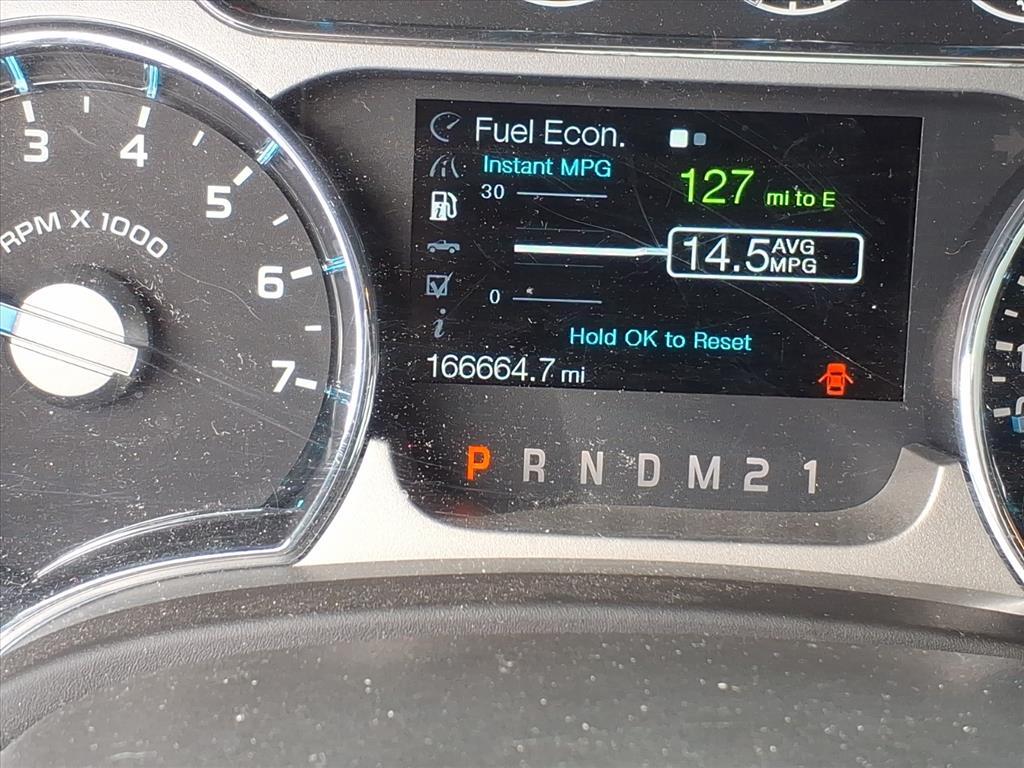 3 4 5 6 7
RPM X 1000
Fuel Econ.
Instant MPG
30
127 mi to E
14.5 AVG MPG
0
Hold OK to Reset
166664.7 mi
P R N D M 2 1